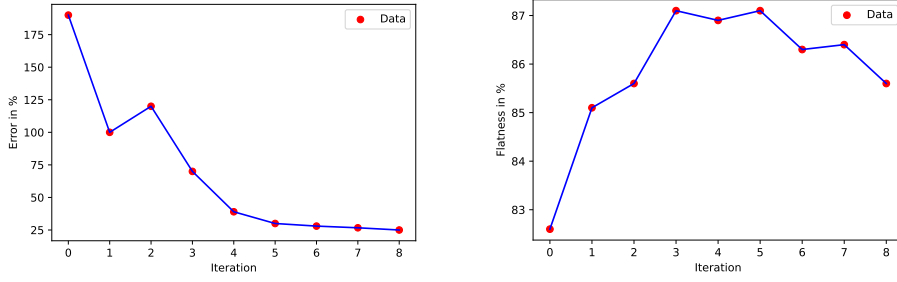 Data
175
150
125
100
75
50
25
Error in %
0 1 2 3 4 5 6 7 8
Iteration
Data
87
86
85
84
83
Flatness in %
0 1 2 3 4 5 6 7 8
Iteration